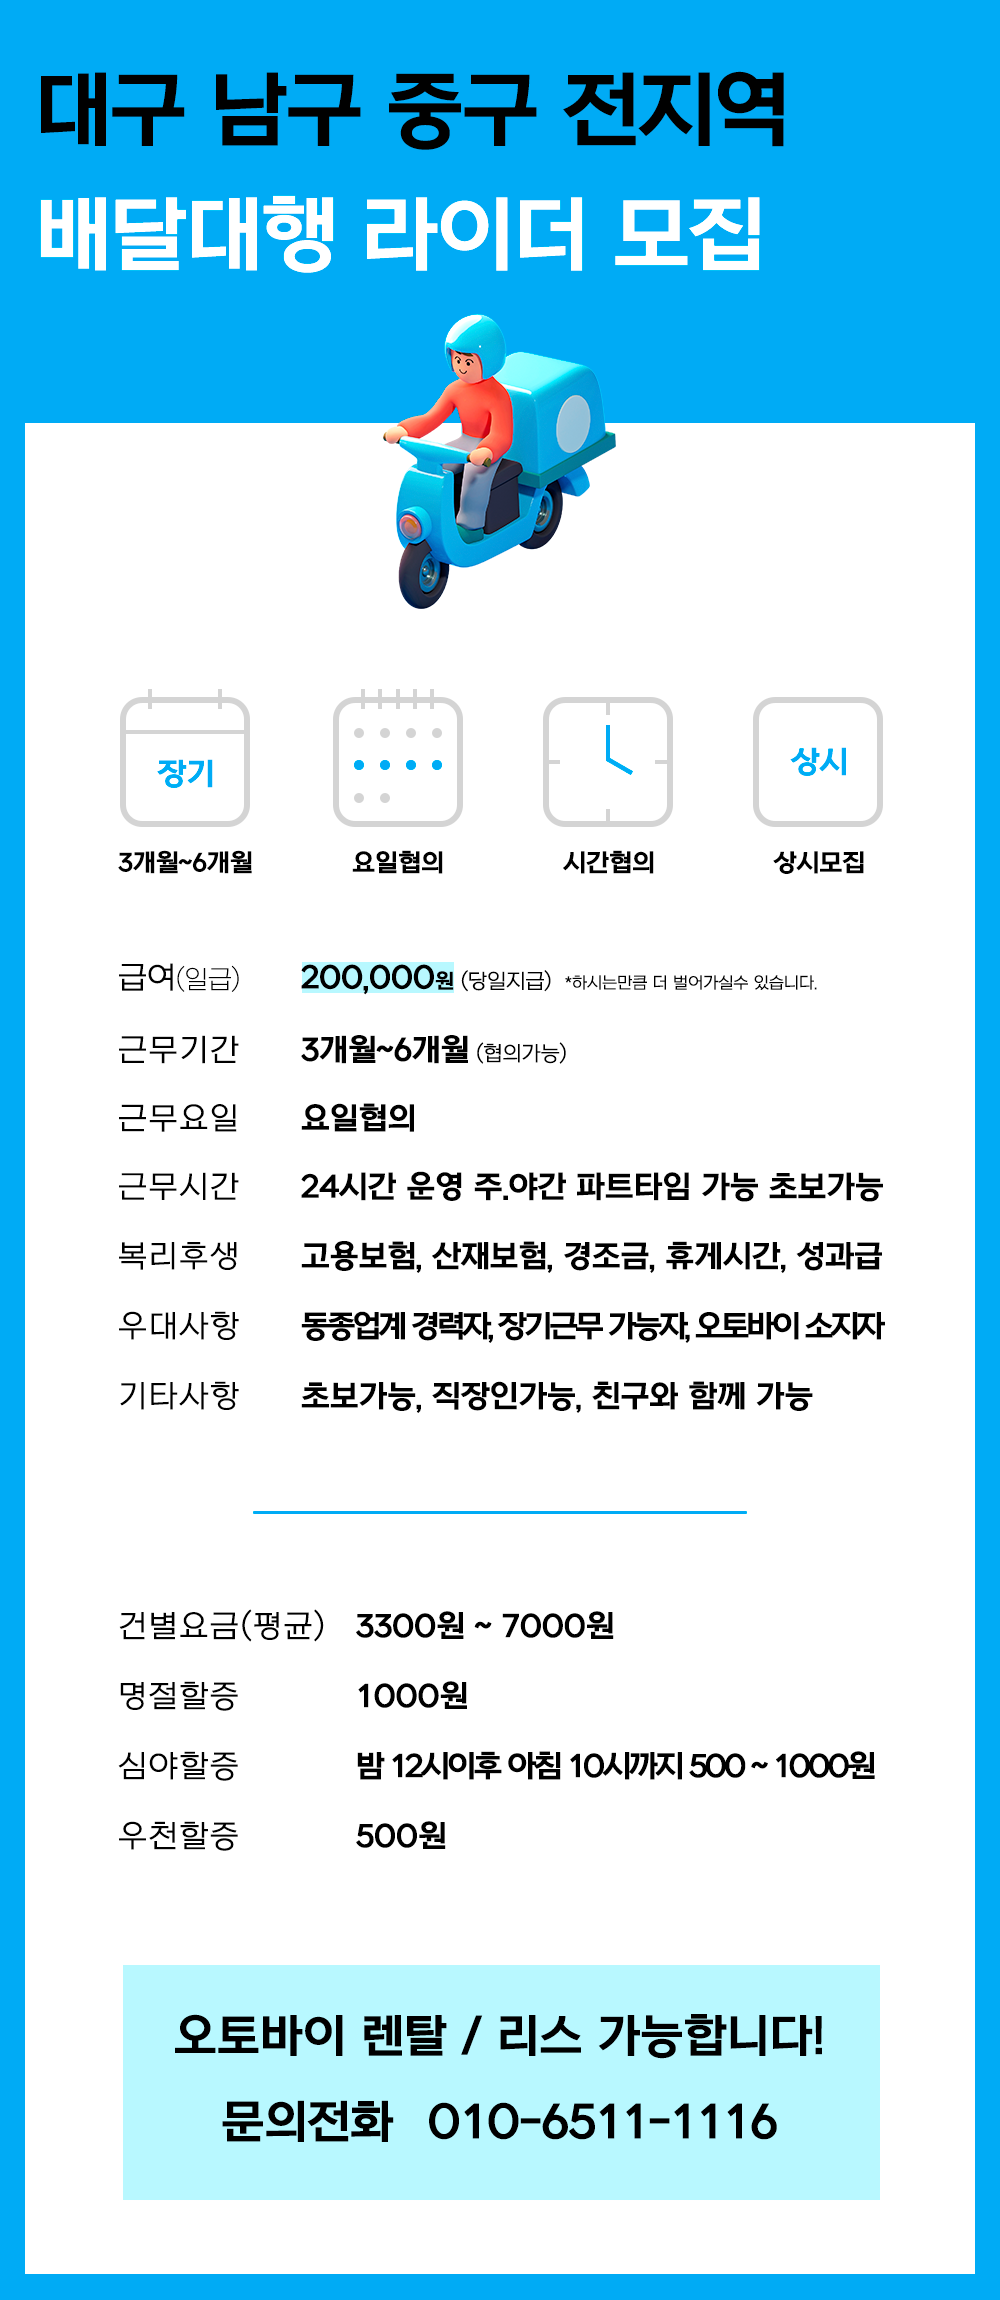 대구 남구 중구 전지역
배달대행 라이더 모집
장기
상시
3개월~6개월
요일협의
시간협의
상시모집
급여(일급) 200,000원 (당일지급) *하시는만큼 더 벌어가실수 있습니다.
근무기간 3개월~6개월 (협의가능)
근무요일 요일협의
근무시간 24시간 운영 주.야간 파트타임 가능 초보가능
복리후생 고용보험, 산재보험, 경조금, 휴게시간, 성과급
우대사항 동종업계 경력자, 장기근무 가능자, 오토바이 소지자
기타사항 초보가능, 직장인가능, 친구와 함께 가능
건별요금(평균) 3300원 ~ 7000원
명절할증 1000원
심야할증 밤 12시이후 아침 10시까지 500 ~ 1000원
우천할증 500원
오토바이 렌탈 / 리스 가능합니다!
문의전화 010-6511-1116